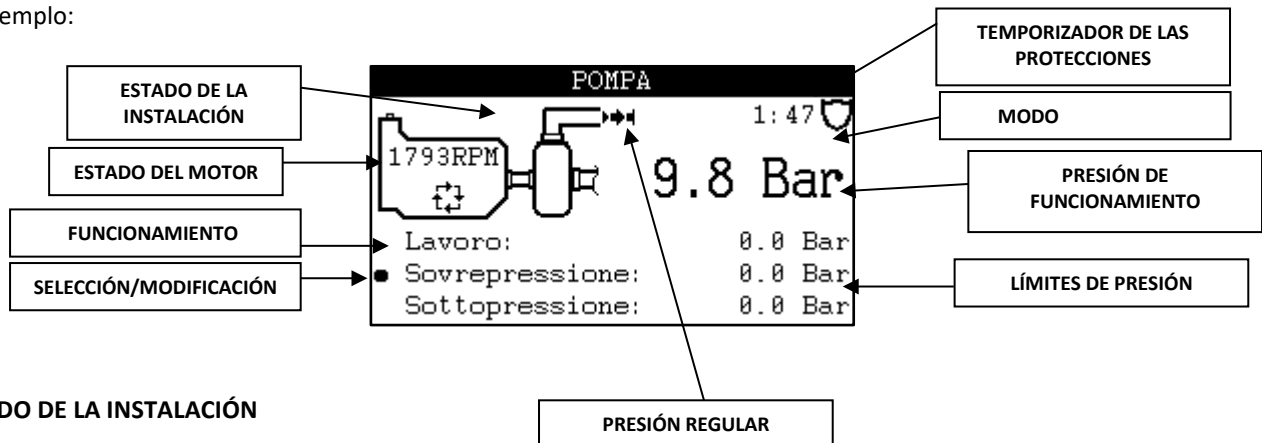 emplo:
TEMPORIZADOR DE LAS
PROTECCIONES
ESTADO DE LA
INSTALACIÓN
POMPA
1:47
MODO
ESTADO DEL MOTOR
1793RPM
9.8 Bar
PRESIÓN DE
FUNCIONAMIENTO
FUNCIONAMIENTO
Lavoro: 0.0 Bar
SELECCIÓN/MODIFICACIÓN
Sovrepressione: 0.0 Bar
LÍMITES DE PRESIÓN
Sottopressione: 0.0 Bar
DO DE LA INSTALACIÓN
PRESIÓN REGULAR